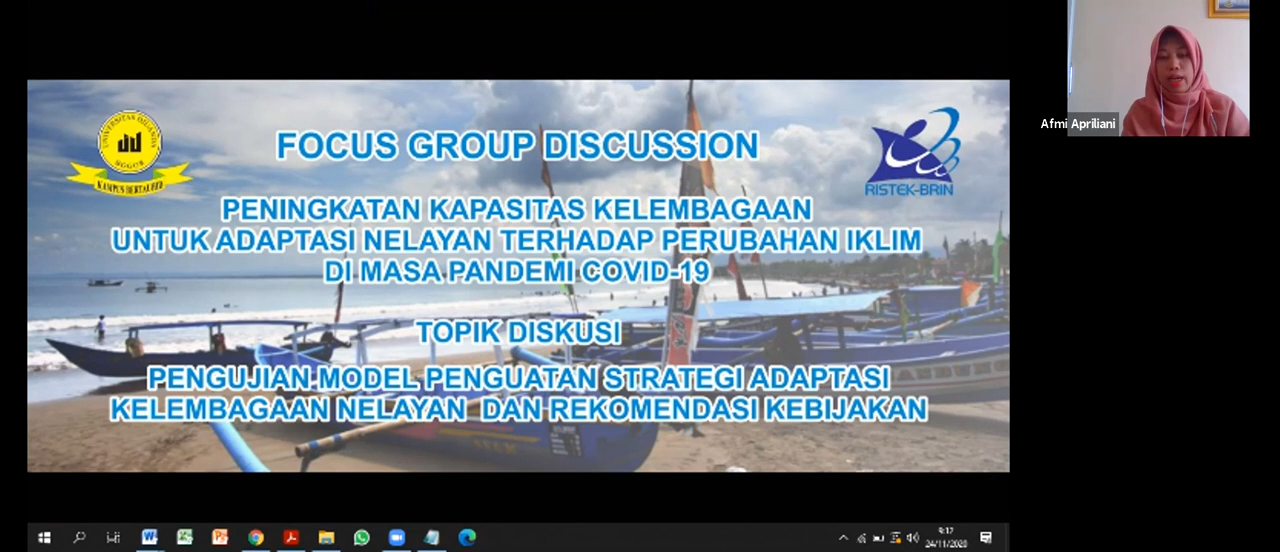 FOCUS GROUP DISCUSSION
PENINGKATAN KAPASITAS KELEMBAGAAN
UNTUK ADAPTASI NELAYAN TERHADAP PERUBAHAN IKLIM
DI MASA PANDEMI COVID-19
TOPIK DISKUSI
PENGUJIAN MODEL PENGUATAN STRATEGI ADAPTASI
KELEMBAGAAN NELAYAN DAN REKOMENDASI KEBIJAKAN
UNIVERSITAS DJUANDA
BOGOR
KAMPUS BERTAUHID
RISTEK-BRIN
Afmi Apriliani
9:17
24/11/2020